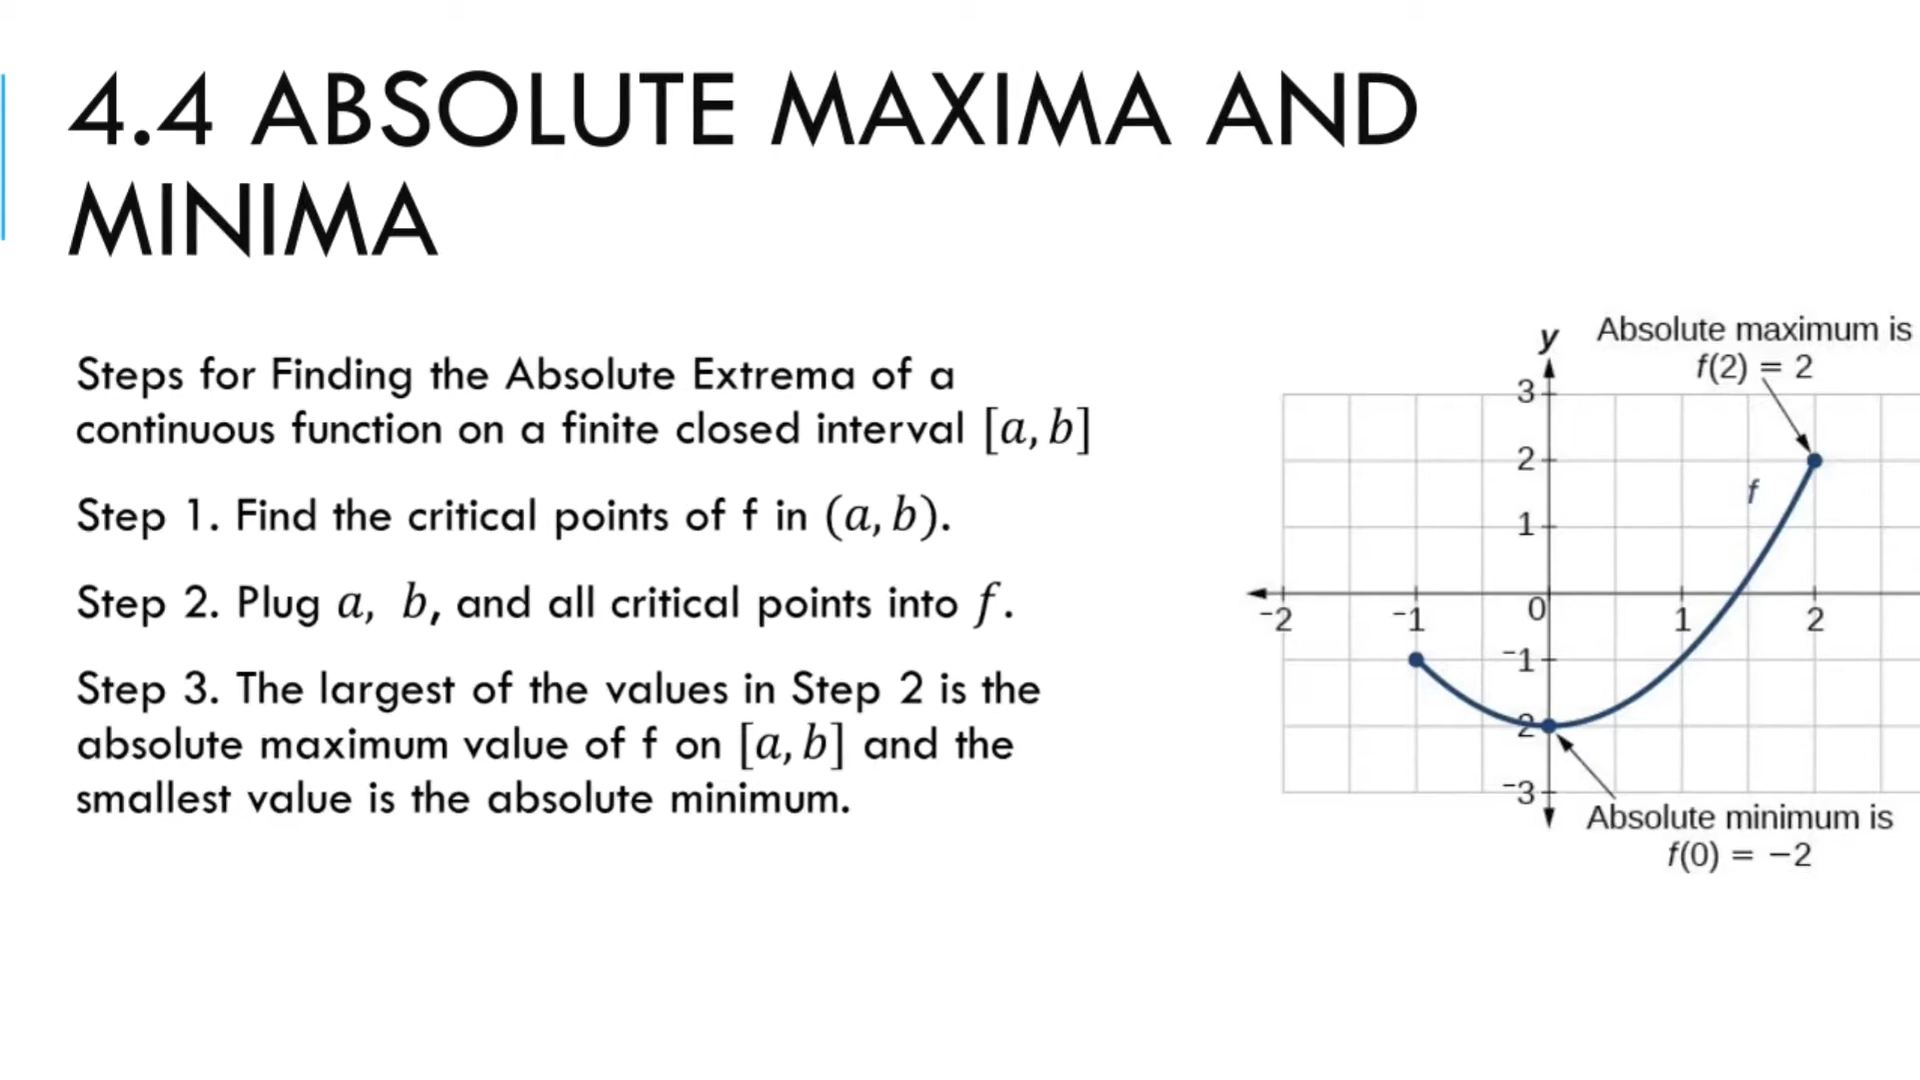 4.4 ABSOLUTE MAXIMA AND
MINIMA
Steps for Finding the Absolute Extrema of a
continuous function on a finite closed interval [a, b]
Step 1. Find the critical points of f in (a, b).
Step 2. Plug a, b, and all critical points into f.
Step 3. The largest of the values in Step 2 is the
absolute maximum value of f on [a, b] and the
smallest value is the absolute minimum.
y
Absolute maximum is
f(2) = 2
3
2
f
1
−2 −1 0 1 2
−1
2
−3
Absolute minimum is
f(0) = −2